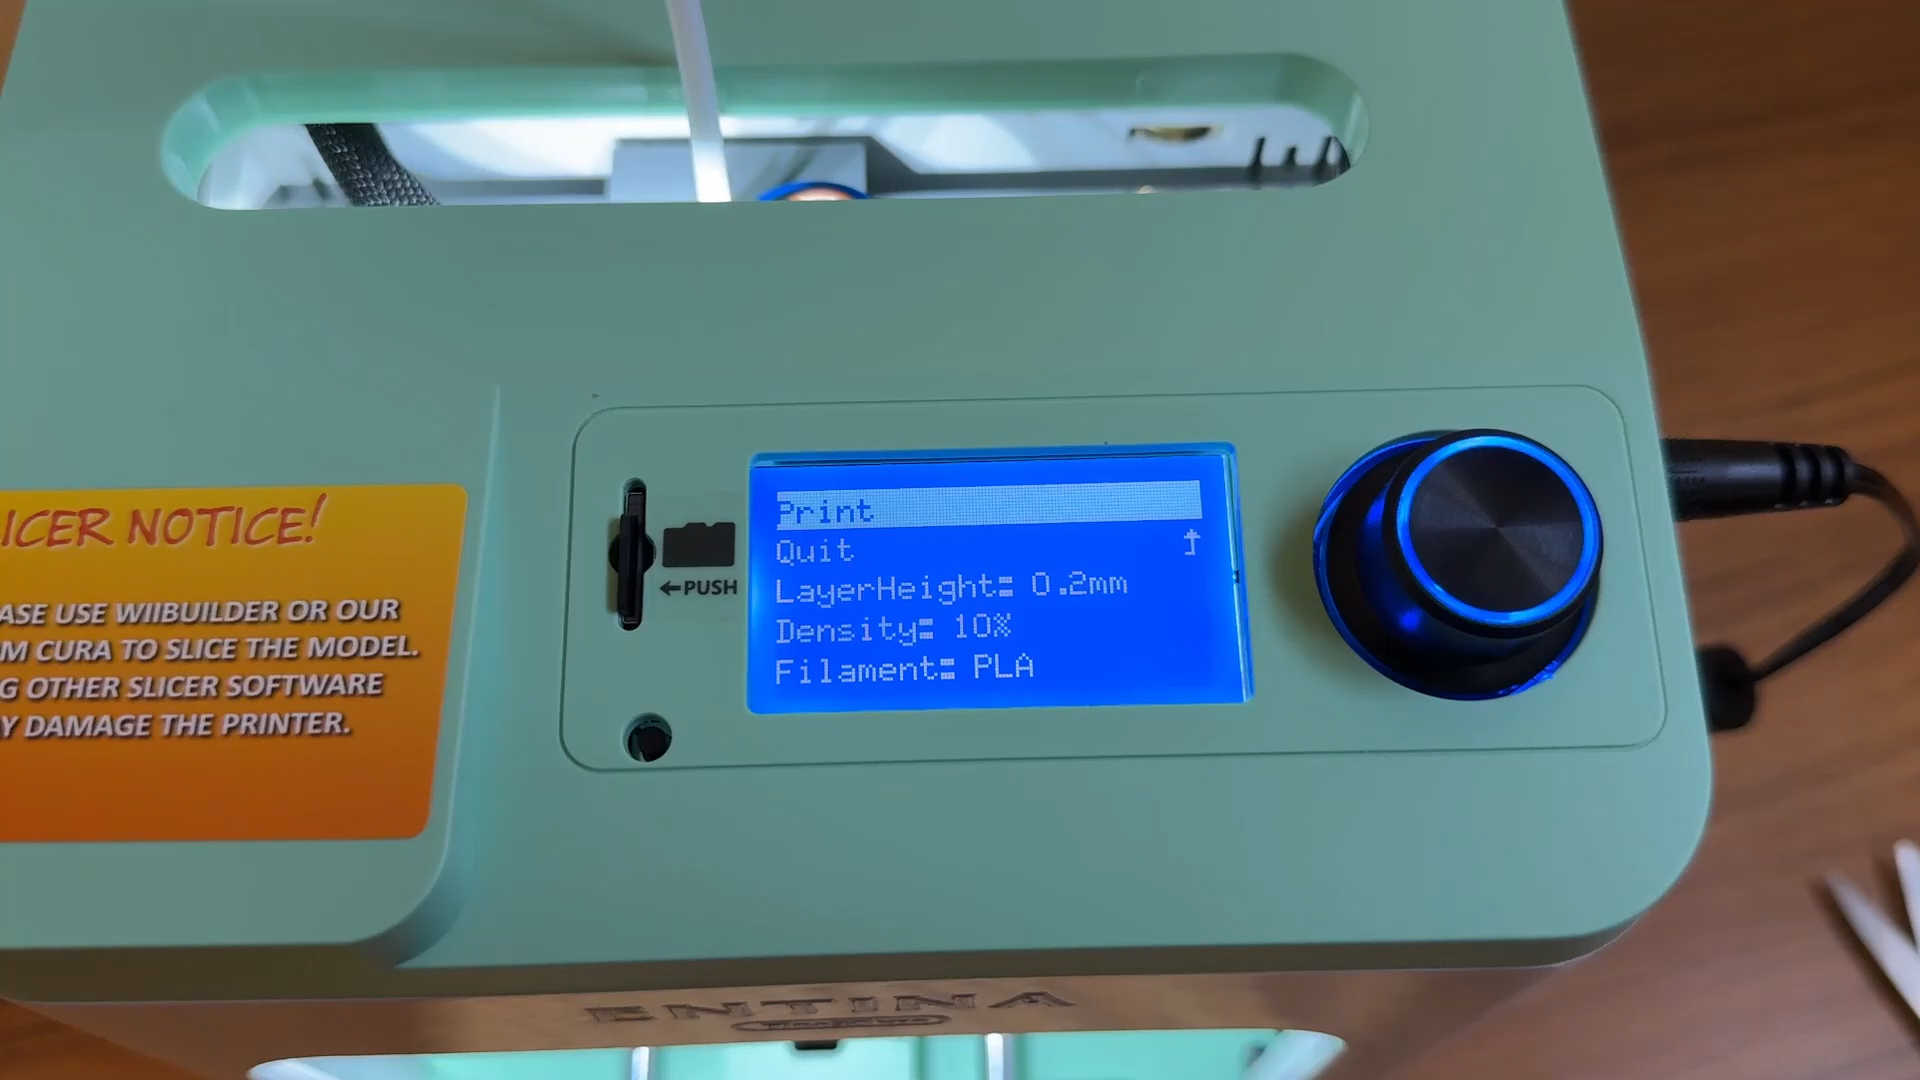 ICER NOTICE!
ASE USE WIIBUILDER OR OUR
M CURA TO SLICE THE MODEL.
G OTHER SLICER SOFTWARE
Y DAMAGE THE PRINTER.
←PUSH
Print
Quit
LayerHeight: 0.2mm
Density: 10%
Filament: PLA
ENTINA